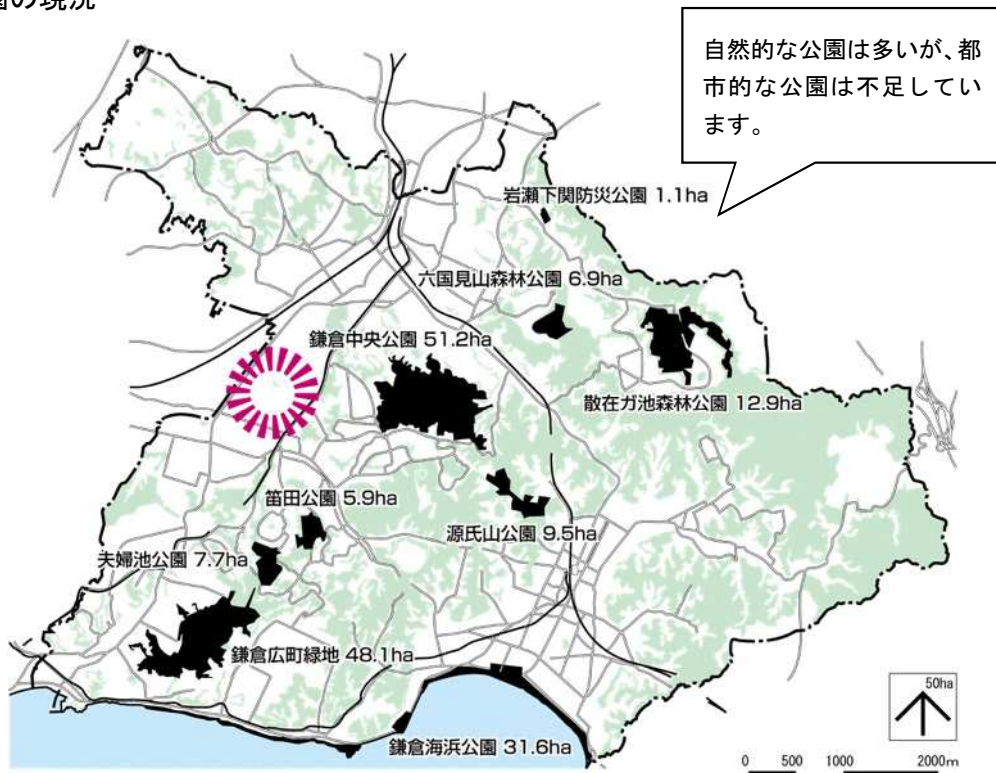 園の現況
自然的な公園は多いが、都
市的な公園は不足してい
ます。
岩瀬下関防災公園 1.1ha
六国見山森林公園 6.9ha
鎌倉中央公園 51.2ha
散在ガ池森林公園 12.9ha
笛田公園 5.9ha
源氏山公園 9.5ha
夫婦池公園 7.7ha
鎌倉広町緑地 48.1ha
鎌倉海浜公園 31.6ha
50ha
0 500 1000 2000m